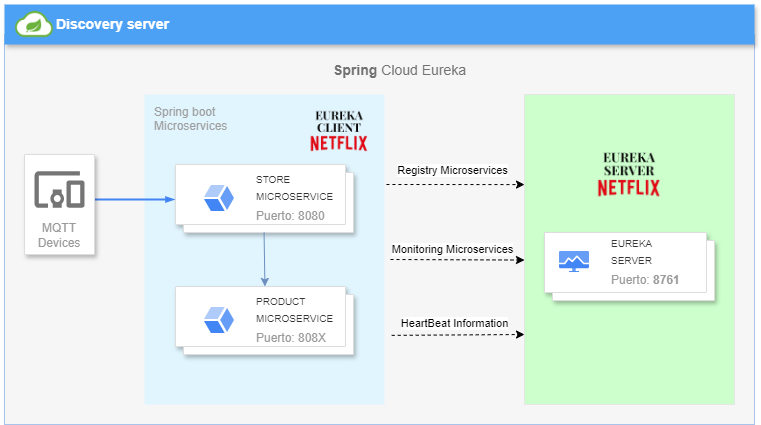 Discovery server
Spring Cloud Eureka
Spring boot
Microservices
EUREKA
CLIENT
NETFLIX
MQTT
Devices
STORE
MICROSERVICE
Puerto: 8080
PRODUCT
MICROSERVICE
Puerto: 808X
Registry Microservices
Monitoring Microservices
HeartBeat Information
EUREKA
SERVER
NETFLIX
EUREKA
SERVER
Puerto: 8761